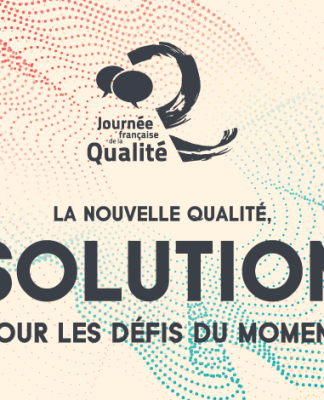 Journée
française
de la
Qualité
LA NOUVELLE QUALITÉ,
SOLUTION
OUR LES DÉFIS DU MOMEN